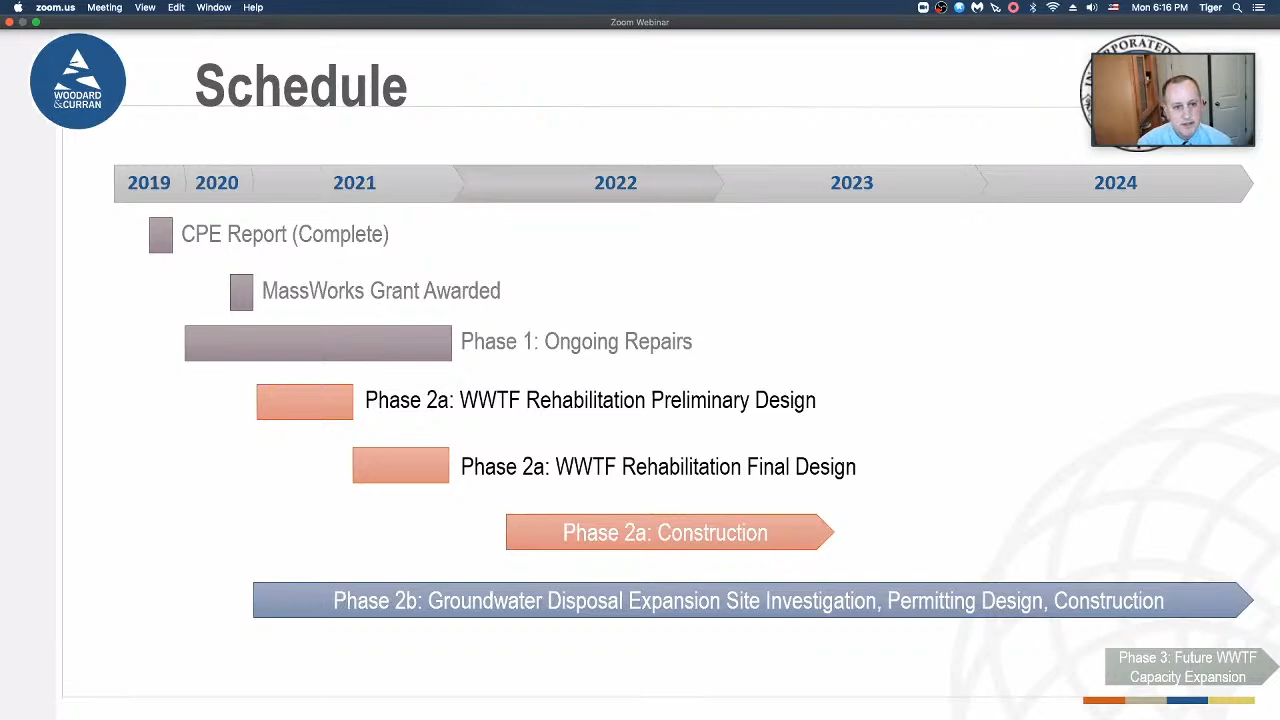 zoom.us Meeting View Edit Window Help Mon 6:16 PM Tiger
Zoom Webinar
WOODARD
&CURRAN
Schedule
2019 2020 2021 2022 2023 2024
CPE Report (Complete)
MassWorks Grant Awarded
Phase 1: Ongoing Repairs
Phase 2a: WWTF Rehabilitation Preliminary Design
Phase 2a: WWTF Rehabilitation Final Design
Phase 2a: Construction
Phase 2b: Groundwater Disposal Expansion Site Investigation, Permitting Design, Construction
Phase 3: Future WWTF
Capacity Expansion